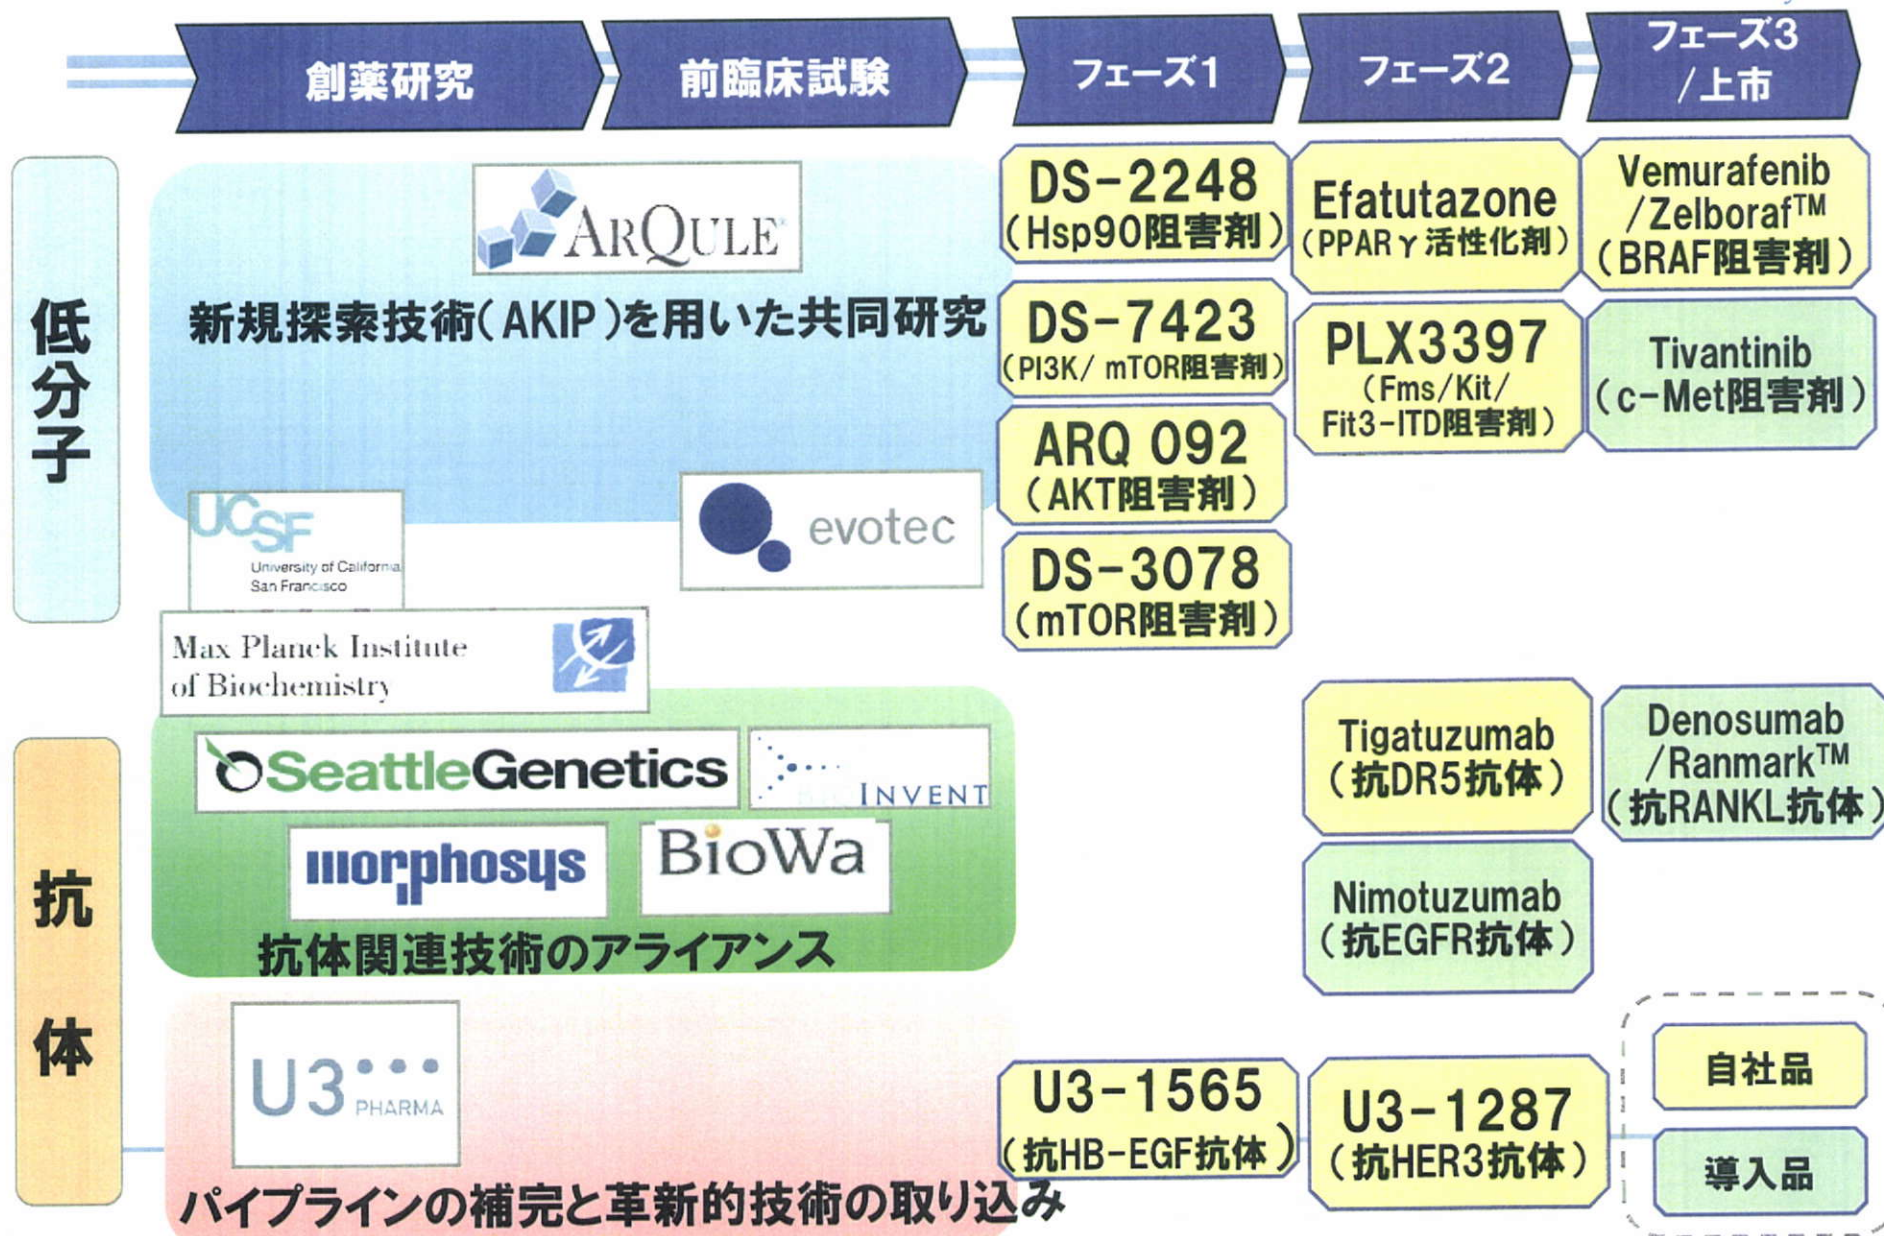 創薬研究
前臨床試験
フェーズ1
フェーズ2
フェーズ3
/上市
低分子
ARQULE
新規探索技術(AKIP)を用いた共同研究
UCSF
University of California
San Francisco
evotec
Max Planck Institute
of Biochemistry
DS-2248
(Hsp90阻害剤)
DS-7423
(PI3K/ mTOR阻害剤)
ARQ 092
(AKT阻害剤)
DS-3078
(mTOR阻害剤)
Efatutazone
(PPARγ活性化剤)
PLX3397
(Fms/Kit/
Fit3-ITD阻害剤)
Vemurafenib
/Zelboraf™
(BRAF阻害剤)
Tivantinib
(c-Met阻害剤)
抗体
SeattleGenetics
BIOINVENT
morphosys
BioWa
抗体関連技術のアライアンス
Tigatuzumab
(抗DR5抗体)
Nimotuzumab
(抗EGFR抗体)
Denosumab
/Ranmark™
(抗RANKL抗体)
U3 PHARMA
パイプラインの補完と革新的技術の取り込み
U3-1565
(抗HB-EGF抗体)
U3-1287
(抗HER3抗体)
自社品
導入品